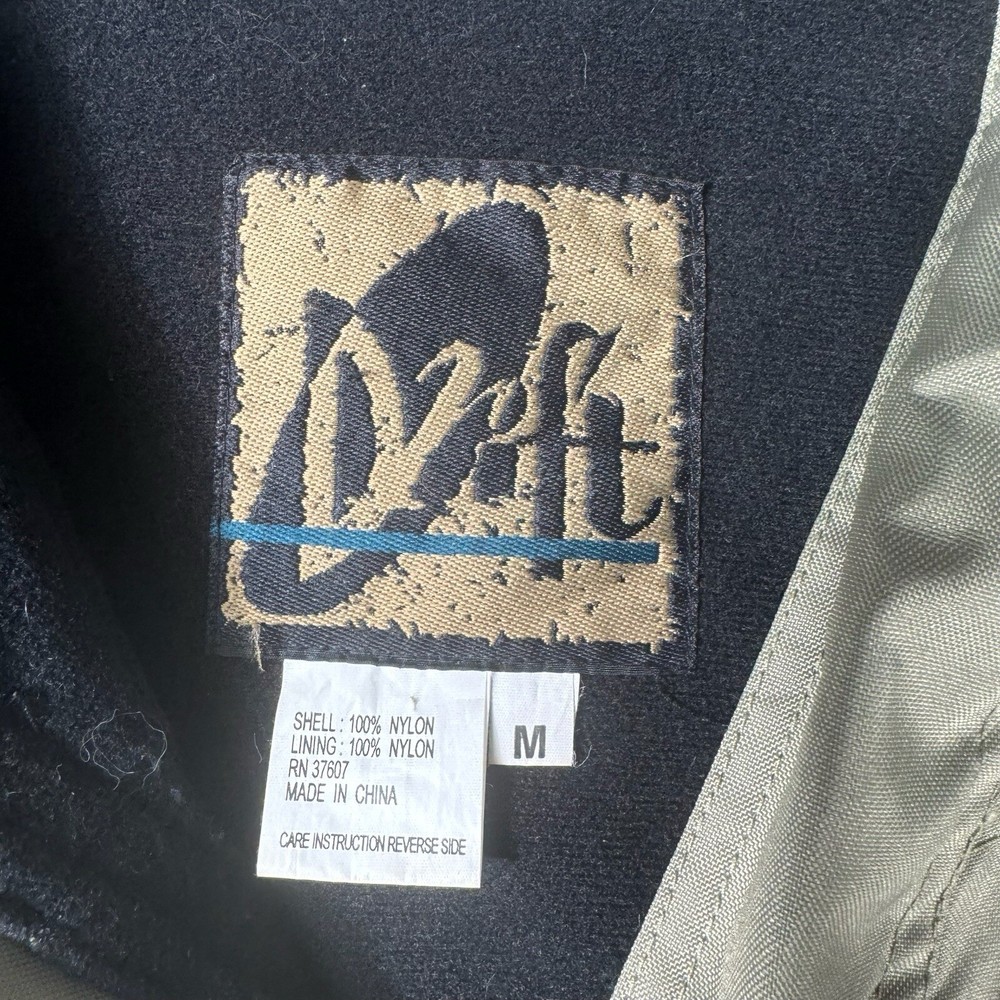 Drift
SHELL : 100% NYLON
LINING : 100% NYLON
RN 37607
MADE IN CHINA
CARE INSTRUCTION REVERSE SIDE
M